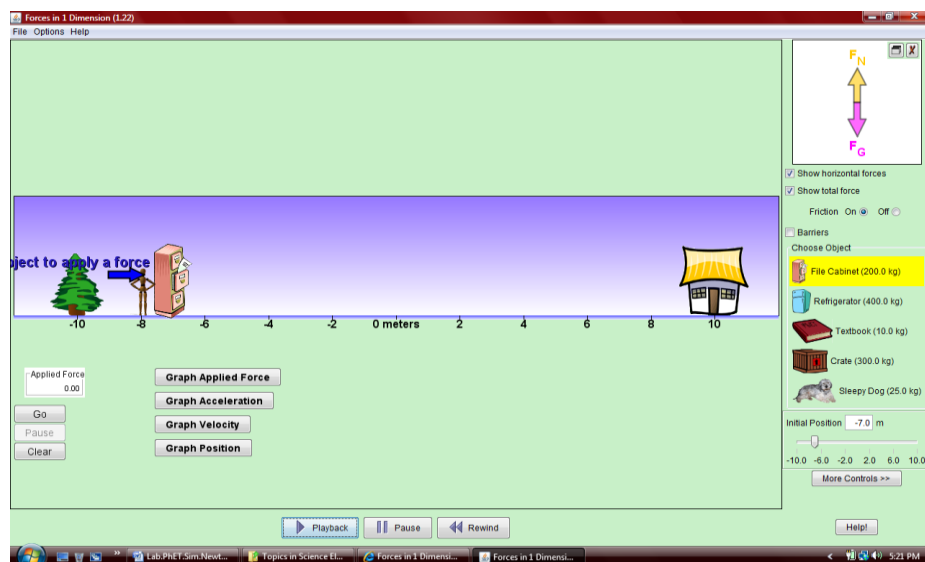 Forces in 1 Dimension (1.22)
File Options Help
F N
F G
Show horizontal forces
Show total force
Friction On Off
Barriers
Choose Object
File Cabinet (200.0 kg)
Refrigerator (400.0 kg)
Textbook (10.0 kg)
Crate (300.0 kg)
Sleepy Dog (25.0 kg)
Initial Position -7.0 m
-10.0 -6.0 -2.0 2.0 6.0 10.0
More Controls >>
Help!
ject to apply a force
-10 -8 -6 -4 -2 0 meters 2 4 6 8 10
Applied Force
0.00
Go
Pause
Clear
Graph Applied Force
Graph Acceleration
Graph Velocity
Graph Position
Playback Pause Rewind
Lab.PhET.Sim.Newt... Topics in Science El... Forces in 1 Dimensi... Forces in 1 Dimensi... 5:21 PM